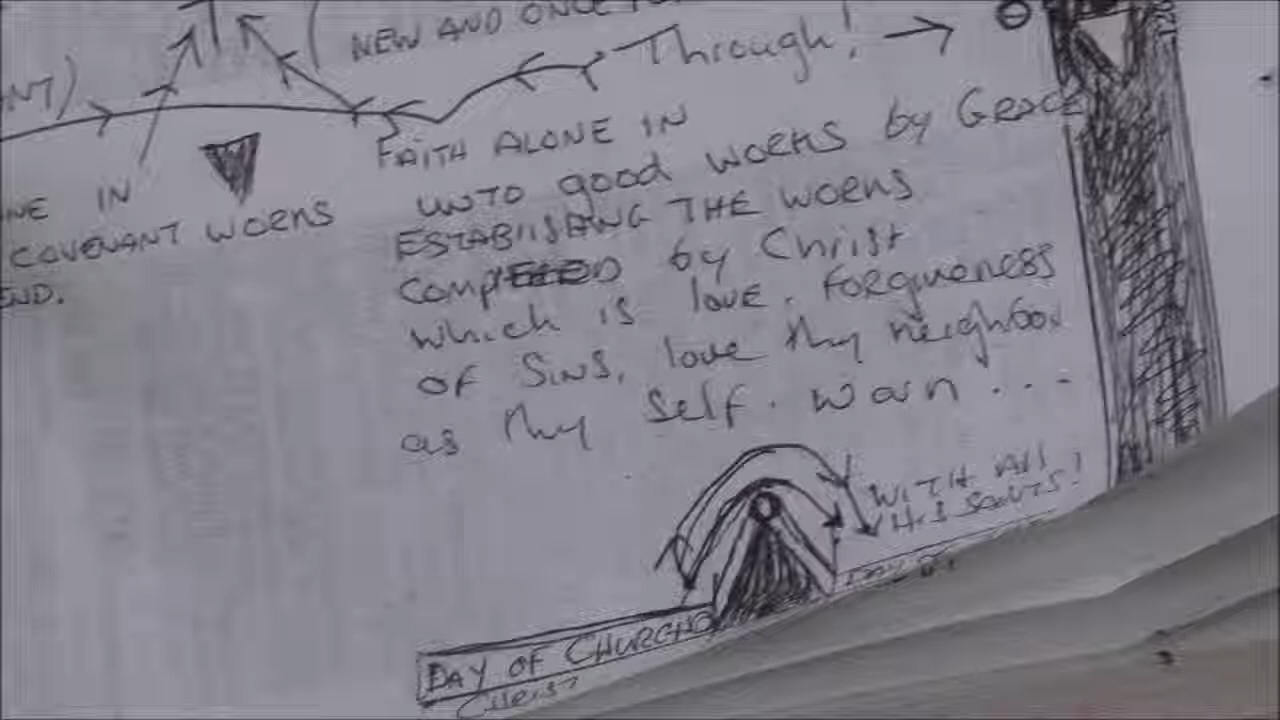 NEW AND ONCE
Through!
FAITH ALONE IN
UNTO good works by GRACE
ESTABLISHING THE WORKS
COMPLETED by Christ
which is love. Forgiveness
OF SINS, love thy neighbour
as thy Self. warn ...
NE IN
COVENANT WORKS
END.
WITH All
HIS SAINTS!
DAY OF CHURCH
Christ